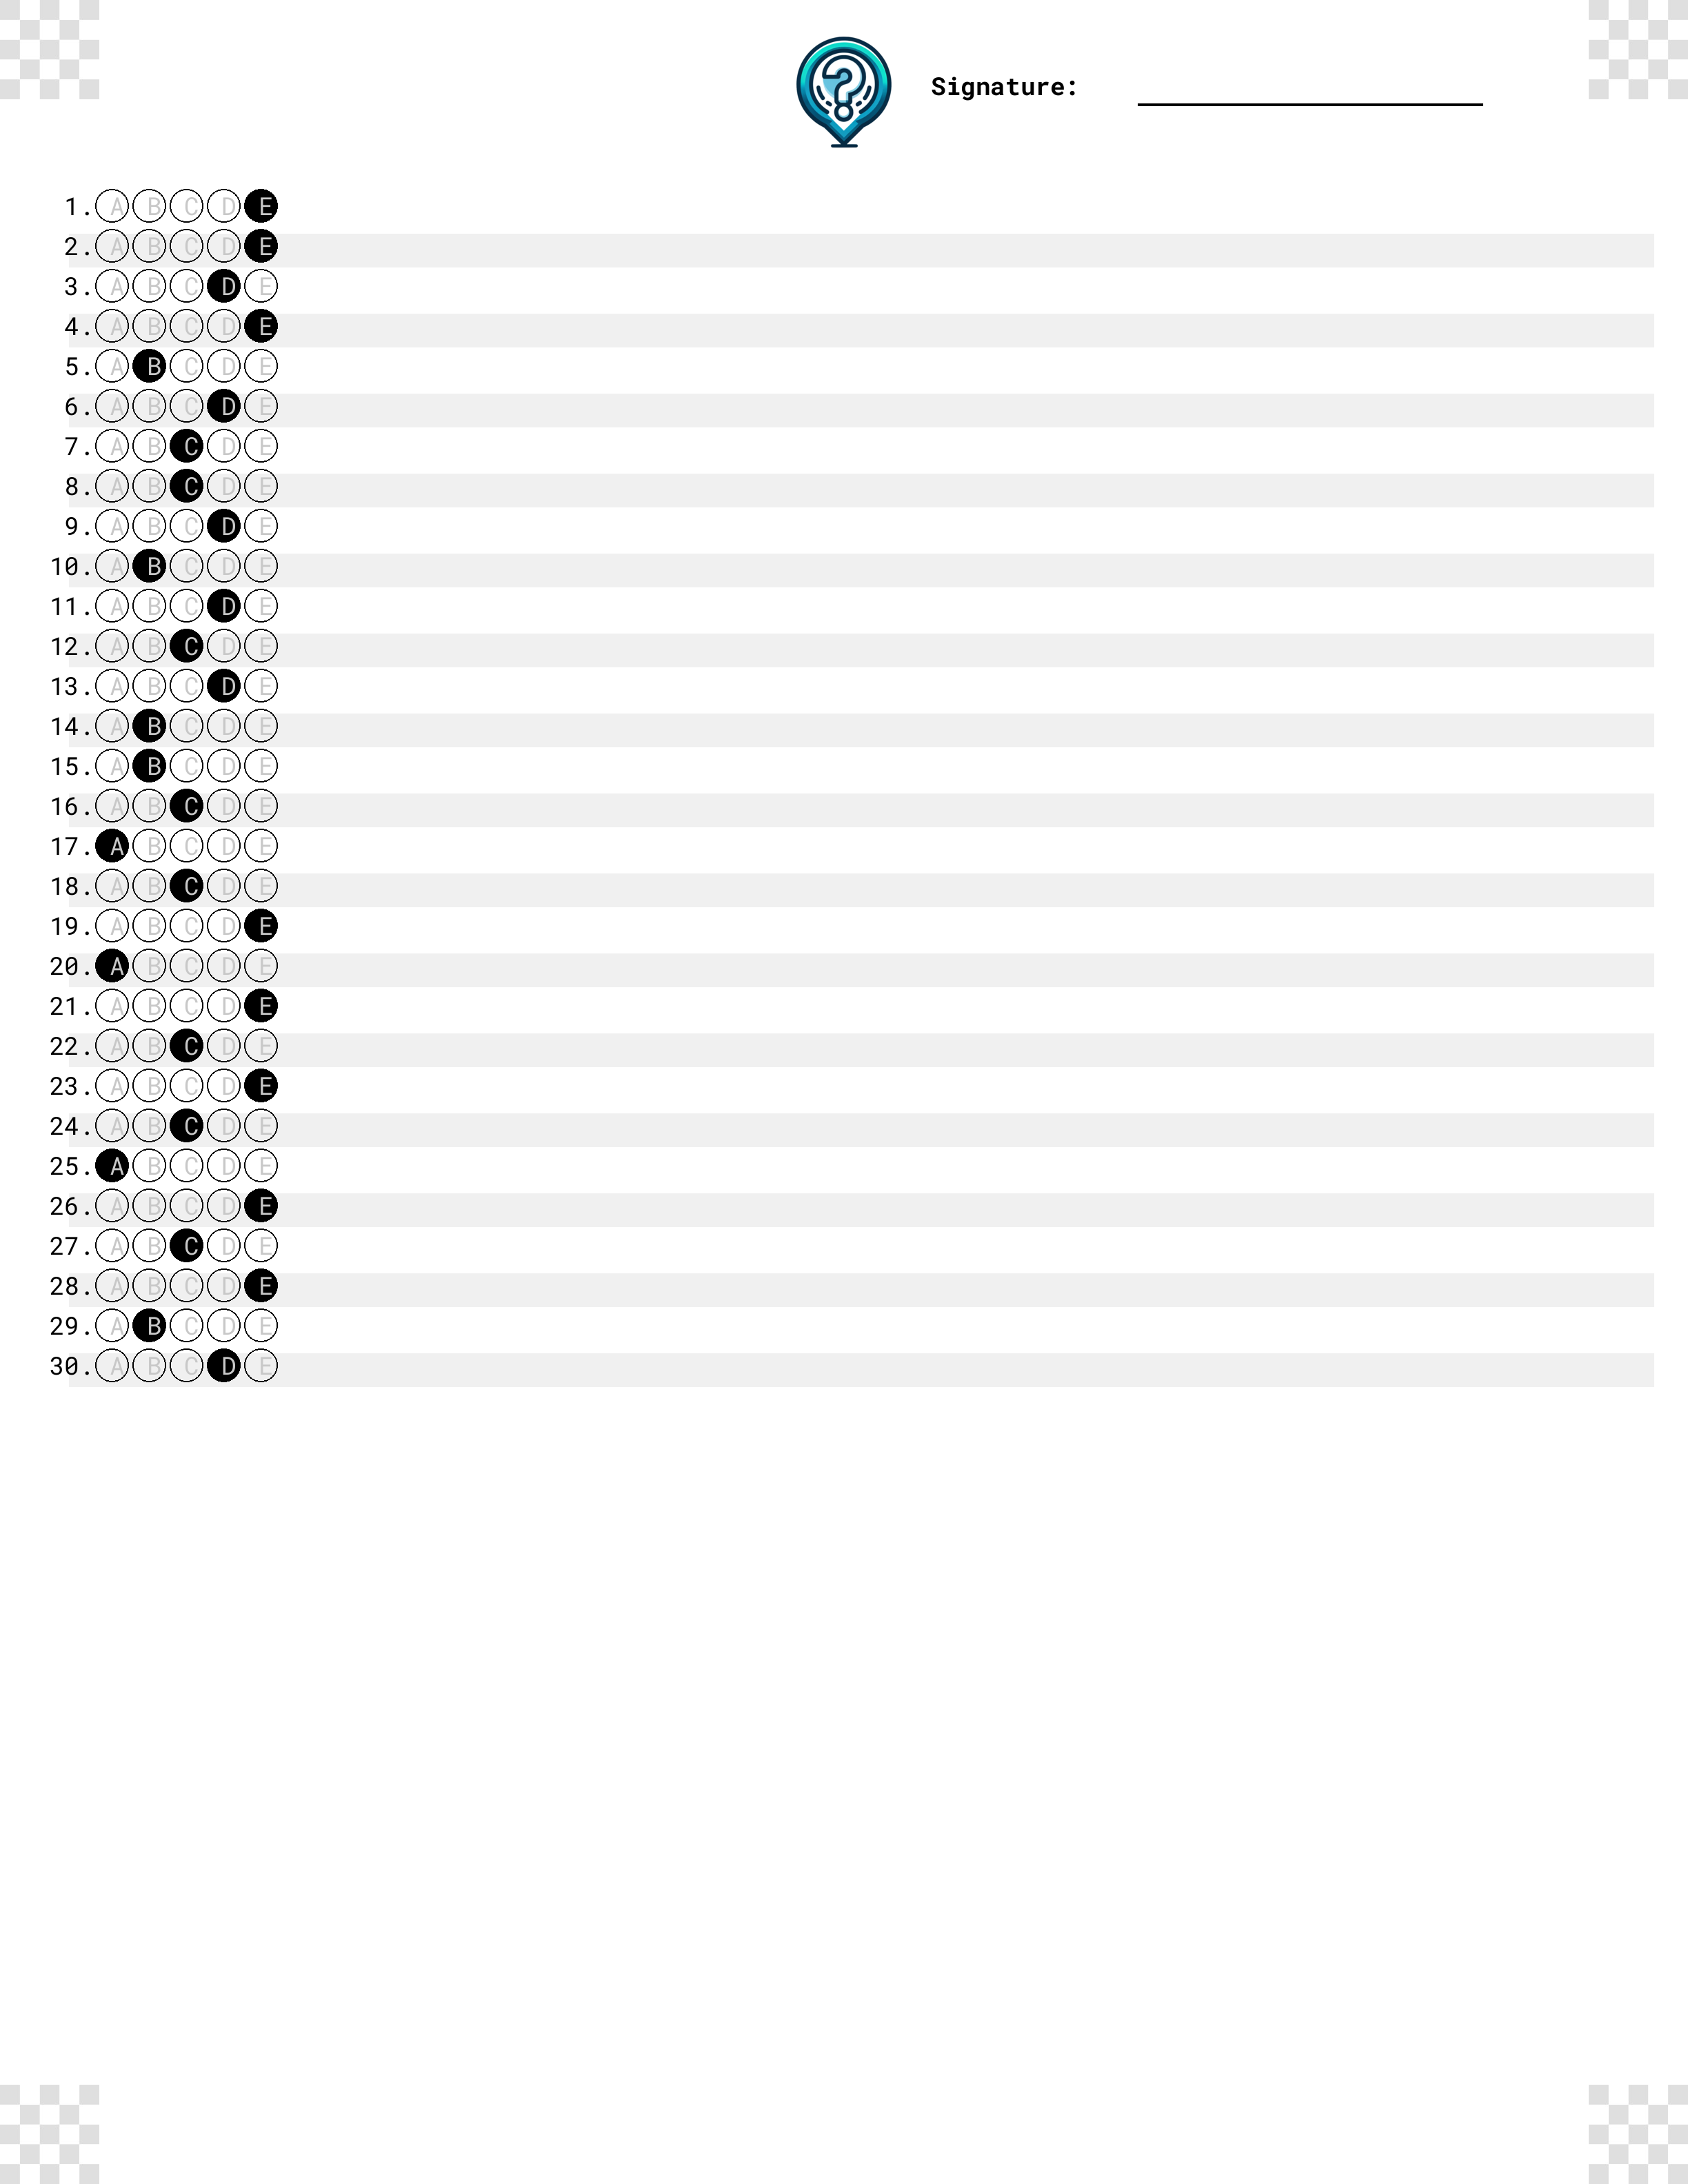 Signature:
1. A B C D E
2. A B C D E
3. A B C D E
4. A B C D E
5. A B C D E
6. A B C D E
7. A B C D E
8. A B C D E
9. A B C D E
10. A B C D E
11. A B C D E
12. A B C D E
13. A B C D E
14. A B C D E
15. A B C D E
16. A B C D E
17. A B C D E
18. A B C D E
19. A B C D E
20. A B C D E
21. A B C D E
22. A B C D E
23. A B C D E
24. A B C D E
25. A B C D E
26. A B C D E
27. A B C D E
28. A B C D E
29. A B C D E
30. A B C D E